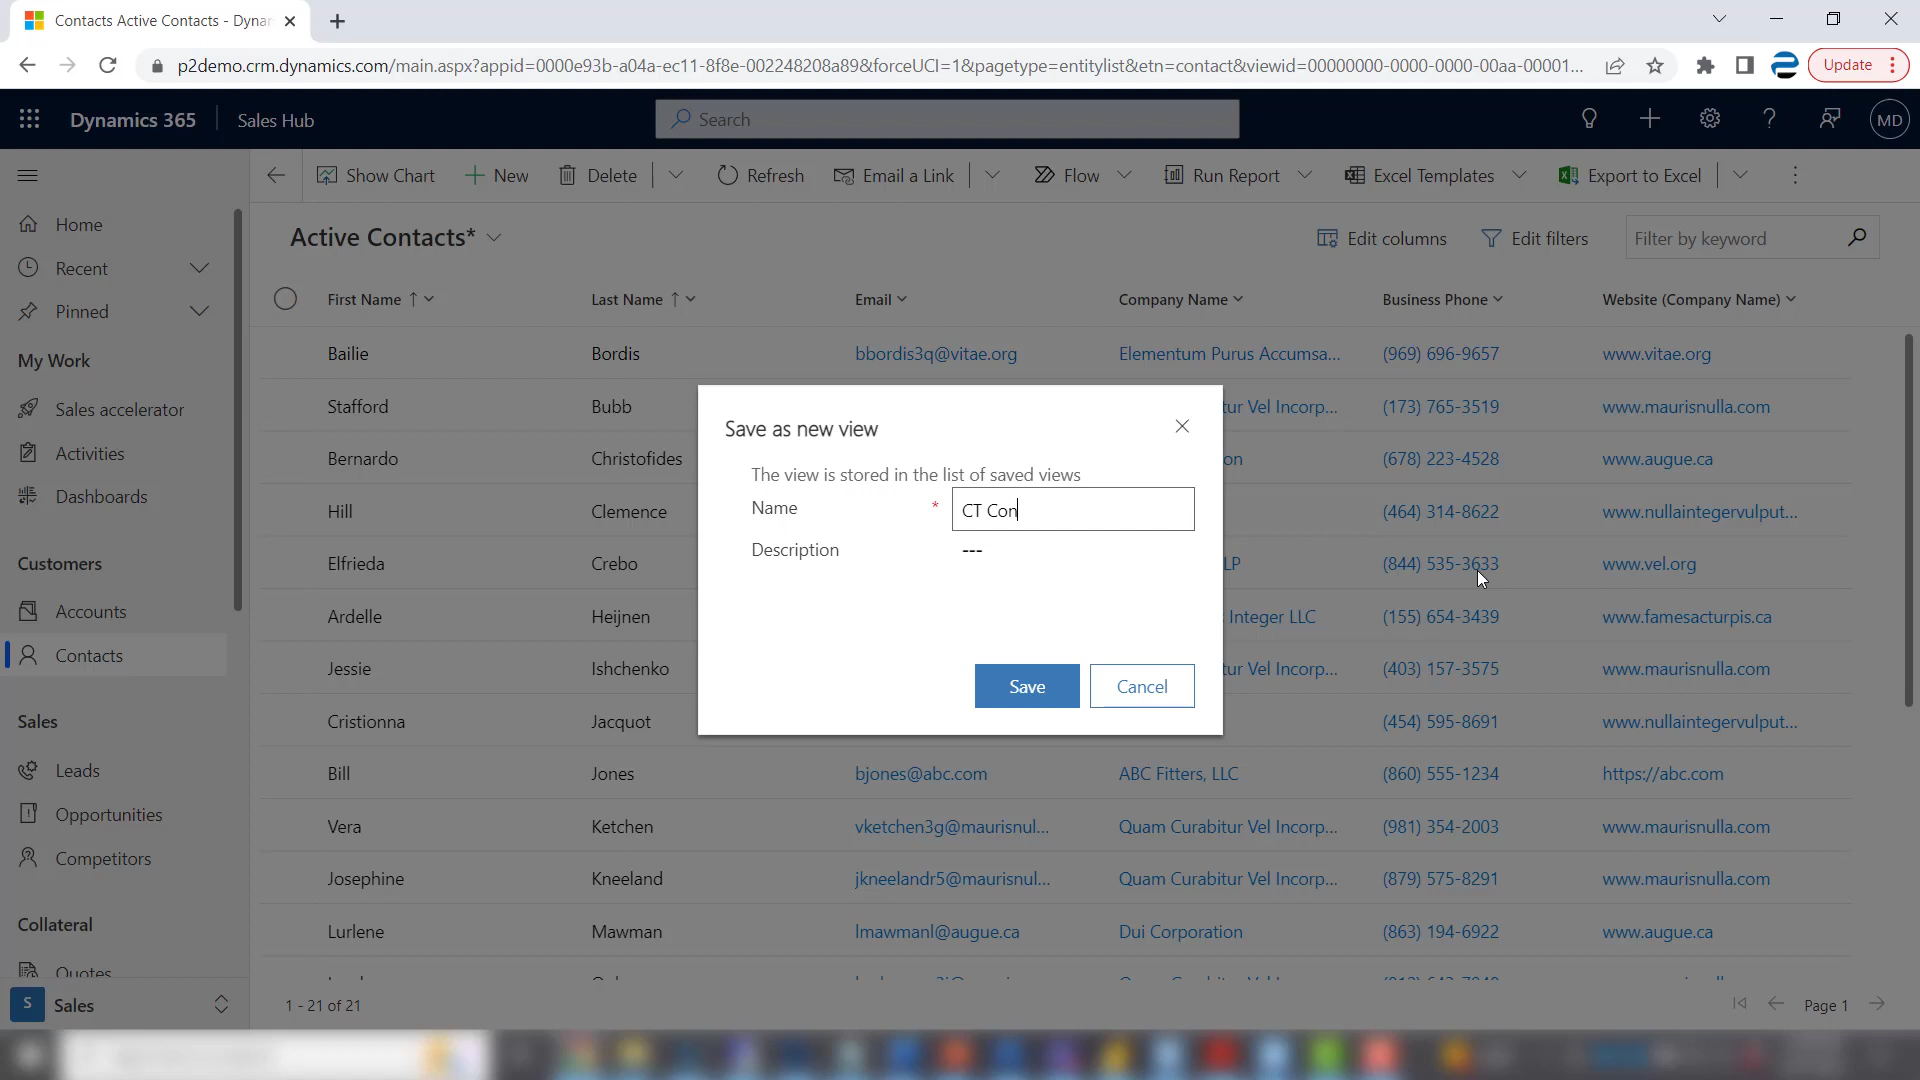 Contacts Active Contacts - Dynar
p2demo.crm.dynamics.com/main.aspx?appid=0000e93b-a04a-ec11-8f8e-002248208a89&forceUCI=1&pagetype=entitylist&etn=contact&viewid=00000000-0000-0000-00aa-00001...
Update
Dynamics 365
Sales Hub
Search
MD
Show Chart
New
Delete
Refresh
Email a Link
Flow
Run Report
Excel Templates
Export to Excel
Home
Recent
Pinned
My Work
Sales accelerator
Activities
Dashboards
Customers
Accounts
Contacts
Sales
Leads
Opportunities
Competitors
Collateral
Quotes
S Sales
Active Contacts*
Edit columns
Edit filters
Filter by keyword
First Name Last Name Email Company Name Business Phone Website (Company Name)
Bailie Bordis bbordis3q@vitae.org Elementum Purus Accumsa... (969) 696-9657 www.vitae.org
Stafford Bubb tur Vel Incorp... (173) 765-3519 www.maurisnulla.com
Bernardo Christofides on (678) 223-4528 www.augue.ca
Hill Clemence (464) 314-8622 www.nullaintegervulput...
Elfrieda Crebo LP (844) 535-3633 www.vel.org
Ardelle Heijnen Integer LLC (155) 654-3439 www.famesacturpis.ca
Jessie Ishchenko tur Vel Incorp... (403) 157-3575 www.maurisnulla.com
Cristionna Jacquot (454) 595-8691 www.nullaintegervulput...
Bill Jones bjones@abc.com ABC Fitters, LLC (860) 555-1234 https://abc.com
Vera Ketchen vketchen3g@maurisnul... Quam Curabitur Vel Incorp... (981) 354-2003 www.maurisnulla.com
Josephine Kneeland jkneelandr5@maurisnul... Quam Curabitur Vel Incorp... (879) 575-8291 www.maurisnulla.com
Lurlene Mawman lmawmanl@augue.ca Dui Corporation (863) 194-6922 www.augue.ca
1 - 21 of 21
Page 1
Save as new view
The view is stored in the list of saved views
Name * CT Con
Description ---
Save
Cancel